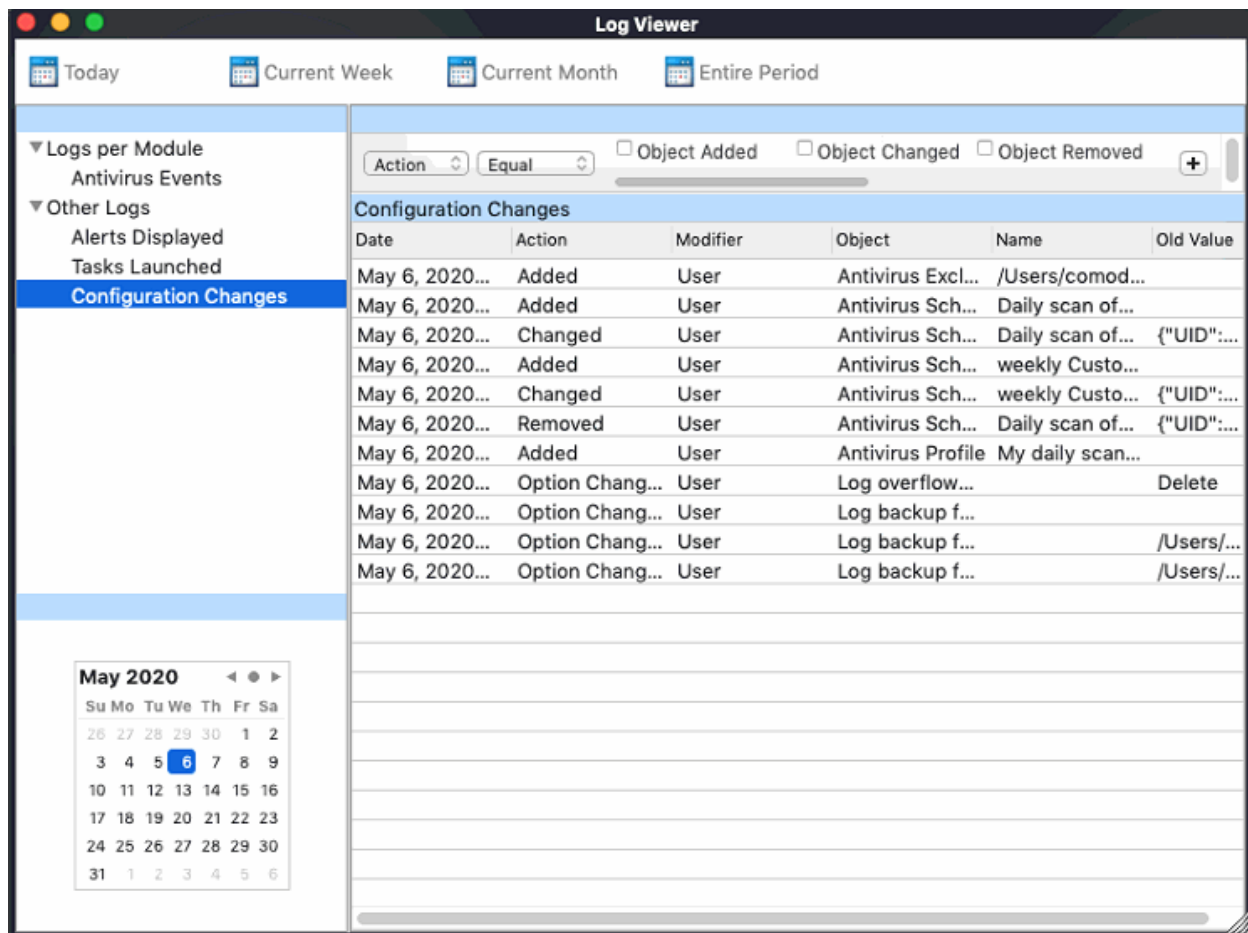 Log Viewer
Today Current Week Current Month Entire Period
Logs per Module
Antivirus Events
Other Logs
Alerts Displayed
Tasks Launched
Configuration Changes
Action Equal Object Added Object Changed Object Removed +
Configuration Changes
Date Action Modifier Object Name Old Value
May 6, 2020... Added User Antivirus Excl... /Users/comod...
May 6, 2020... Added User Antivirus Sch... Daily scan of...
May 6, 2020... Changed User Antivirus Sch... Daily scan of... {"UID":...
May 6, 2020... Added User Antivirus Sch... weekly Custo...
May 6, 2020... Changed User Antivirus Sch... weekly Custo... {"UID":...
May 6, 2020... Removed User Antivirus Sch... Daily scan of... {"UID":...
May 6, 2020... Added User Antivirus Profile My daily scan...
May 6, 2020... Option Chang... User Log overflow... Delete
May 6, 2020... Option Chang... User Log backup f...
May 6, 2020... Option Chang... User Log backup f... /Users/...
May 6, 2020... Option Chang... User Log backup f... /Users/...
May 2020
Su Mo Tu We Th Fr Sa
26 27 28 29 30 1 2
3 4 5 6 7 8 9
10 11 12 13 14 15 16
17 18 19 20 21 22 23
24 25 26 27 28 29 30
31 1 2 3 4 5 6